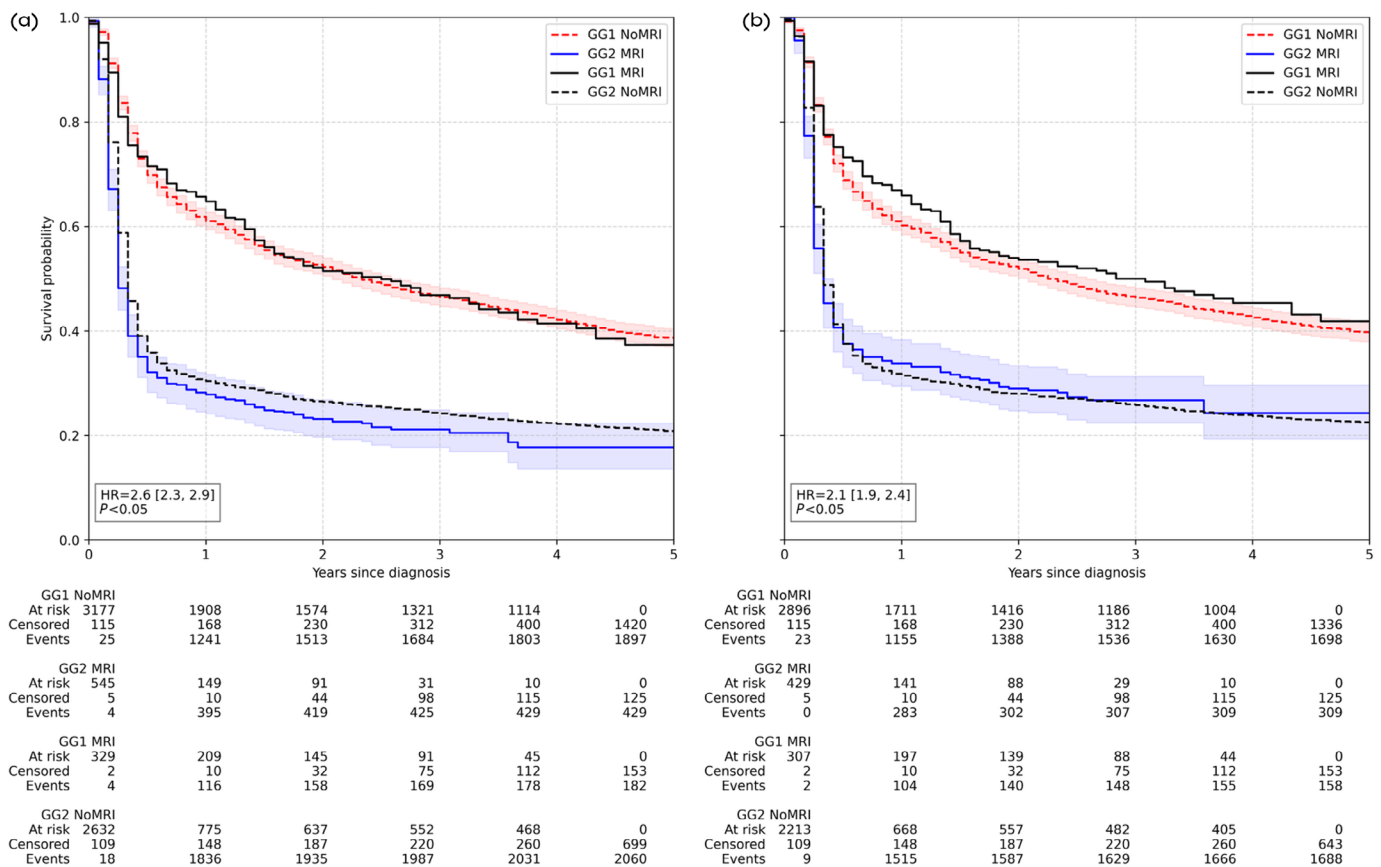 (a)
1.0
0.8
0.6
0.4
0.2
0.0
Survival probability
GG1 NoMRI
GG2 MRI
GG1 MRI
GG2 NoMRI
HR=2.6 [2.3, 2.9]
P<0.05
0 1 2 3 4 5
Years since diagnosis
GG1 NoMRI
At risk 3177 1908 1574 1321 1114 0
Censored 115 168 230 312 400 1420
Events 25 1241 1513 1684 1803 1897
GG2 MRI
At risk 545 149 91 31 10 0
Censored 5 10 44 98 115 125
Events 4 395 419 425 429 429
GG1 MRI
At risk 329 209 145 91 45 0
Censored 2 10 32 75 112 153
Events 4 116 158 169 178 182
GG2 NoMRI
At risk 2632 775 637 552 468 0
Censored 109 148 187 220 260 699
Events 18 1836 1935 1987 2031 2060
(b)
GG1 NoMRI
GG2 MRI
GG1 MRI
GG2 NoMRI
HR=2.1 [1.9, 2.4]
P<0.05
0 1 2 3 4 5
Years since diagnosis
GG1 NoMRI
At risk 2896 1711 1416 1186 1004 0
Censored 115 168 230 312 400 1336
Events 23 1155 1388 1536 1630 1698
GG2 MRI
At risk 429 141 88 29 10 0
Censored 5 10 44 98 115 125
Events 0 283 302 307 309 309
GG1 MRI
At risk 307 197 139 88 44 0
Censored 2 10 32 75 112 153
Events 2 104 140 148 155 158
GG2 NoMRI
At risk 2213 668 557 482 405 0
Censored 109 148 187 220 260 643
Events 9 1515 1587 1629 1666 1688